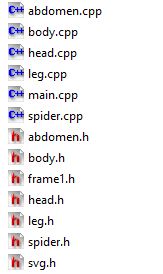 abdomen.cpp
body.cpp
head.cpp
leg.cpp
main.cpp
spider.cpp
abdomen.h
body.h
frame1.h
head.h
leg.h
spider.h
svg.h